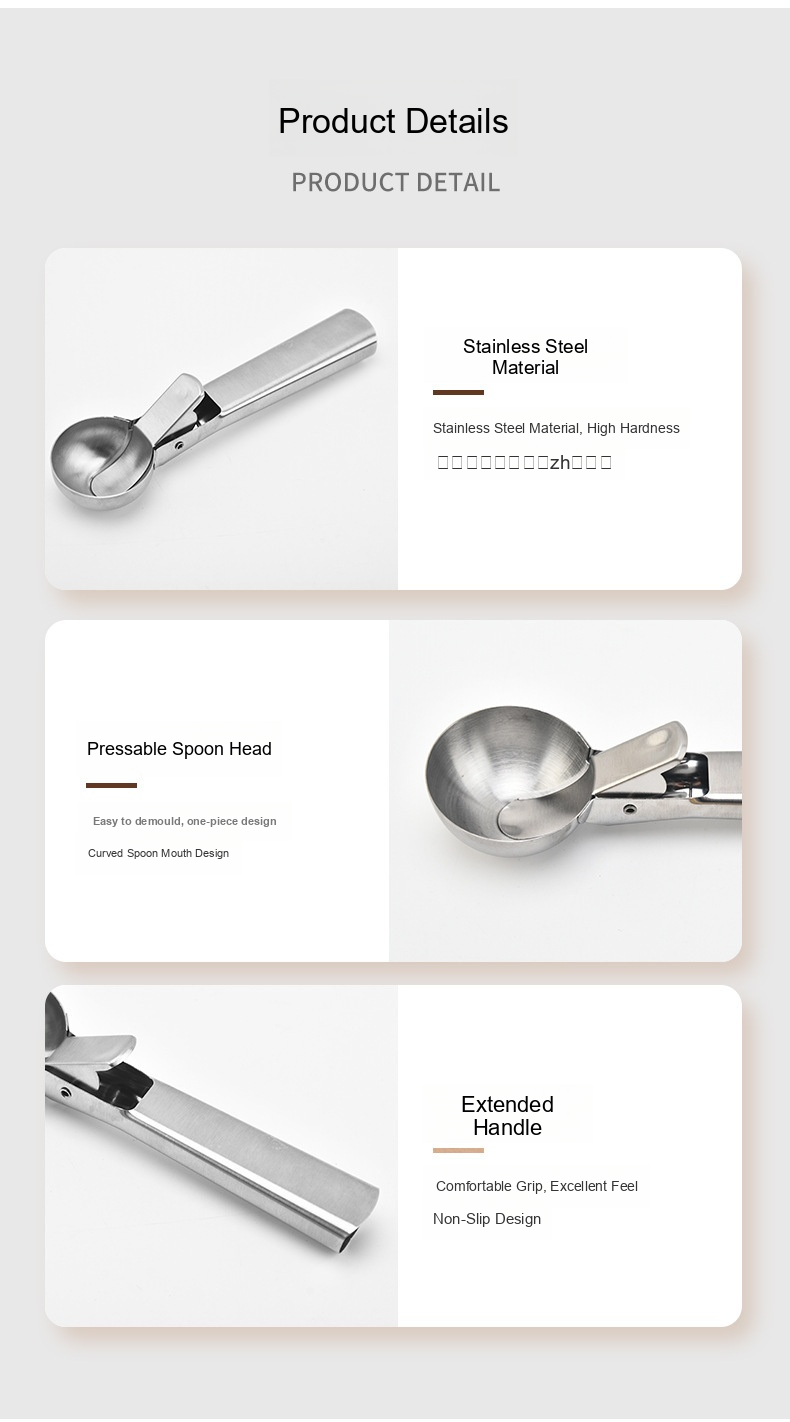 Product Details
PRODUCT DETAIL
Stainless Steel
Material
Stainless Steel Material, High Hardness
□□□□□□□□zh□□□
Pressable Spoon Head
Easy to demould, one-piece design
Curved Spoon Mouth Design
Extended
Handle
Comfortable Grip, Excellent Feel
Non-Slip Design